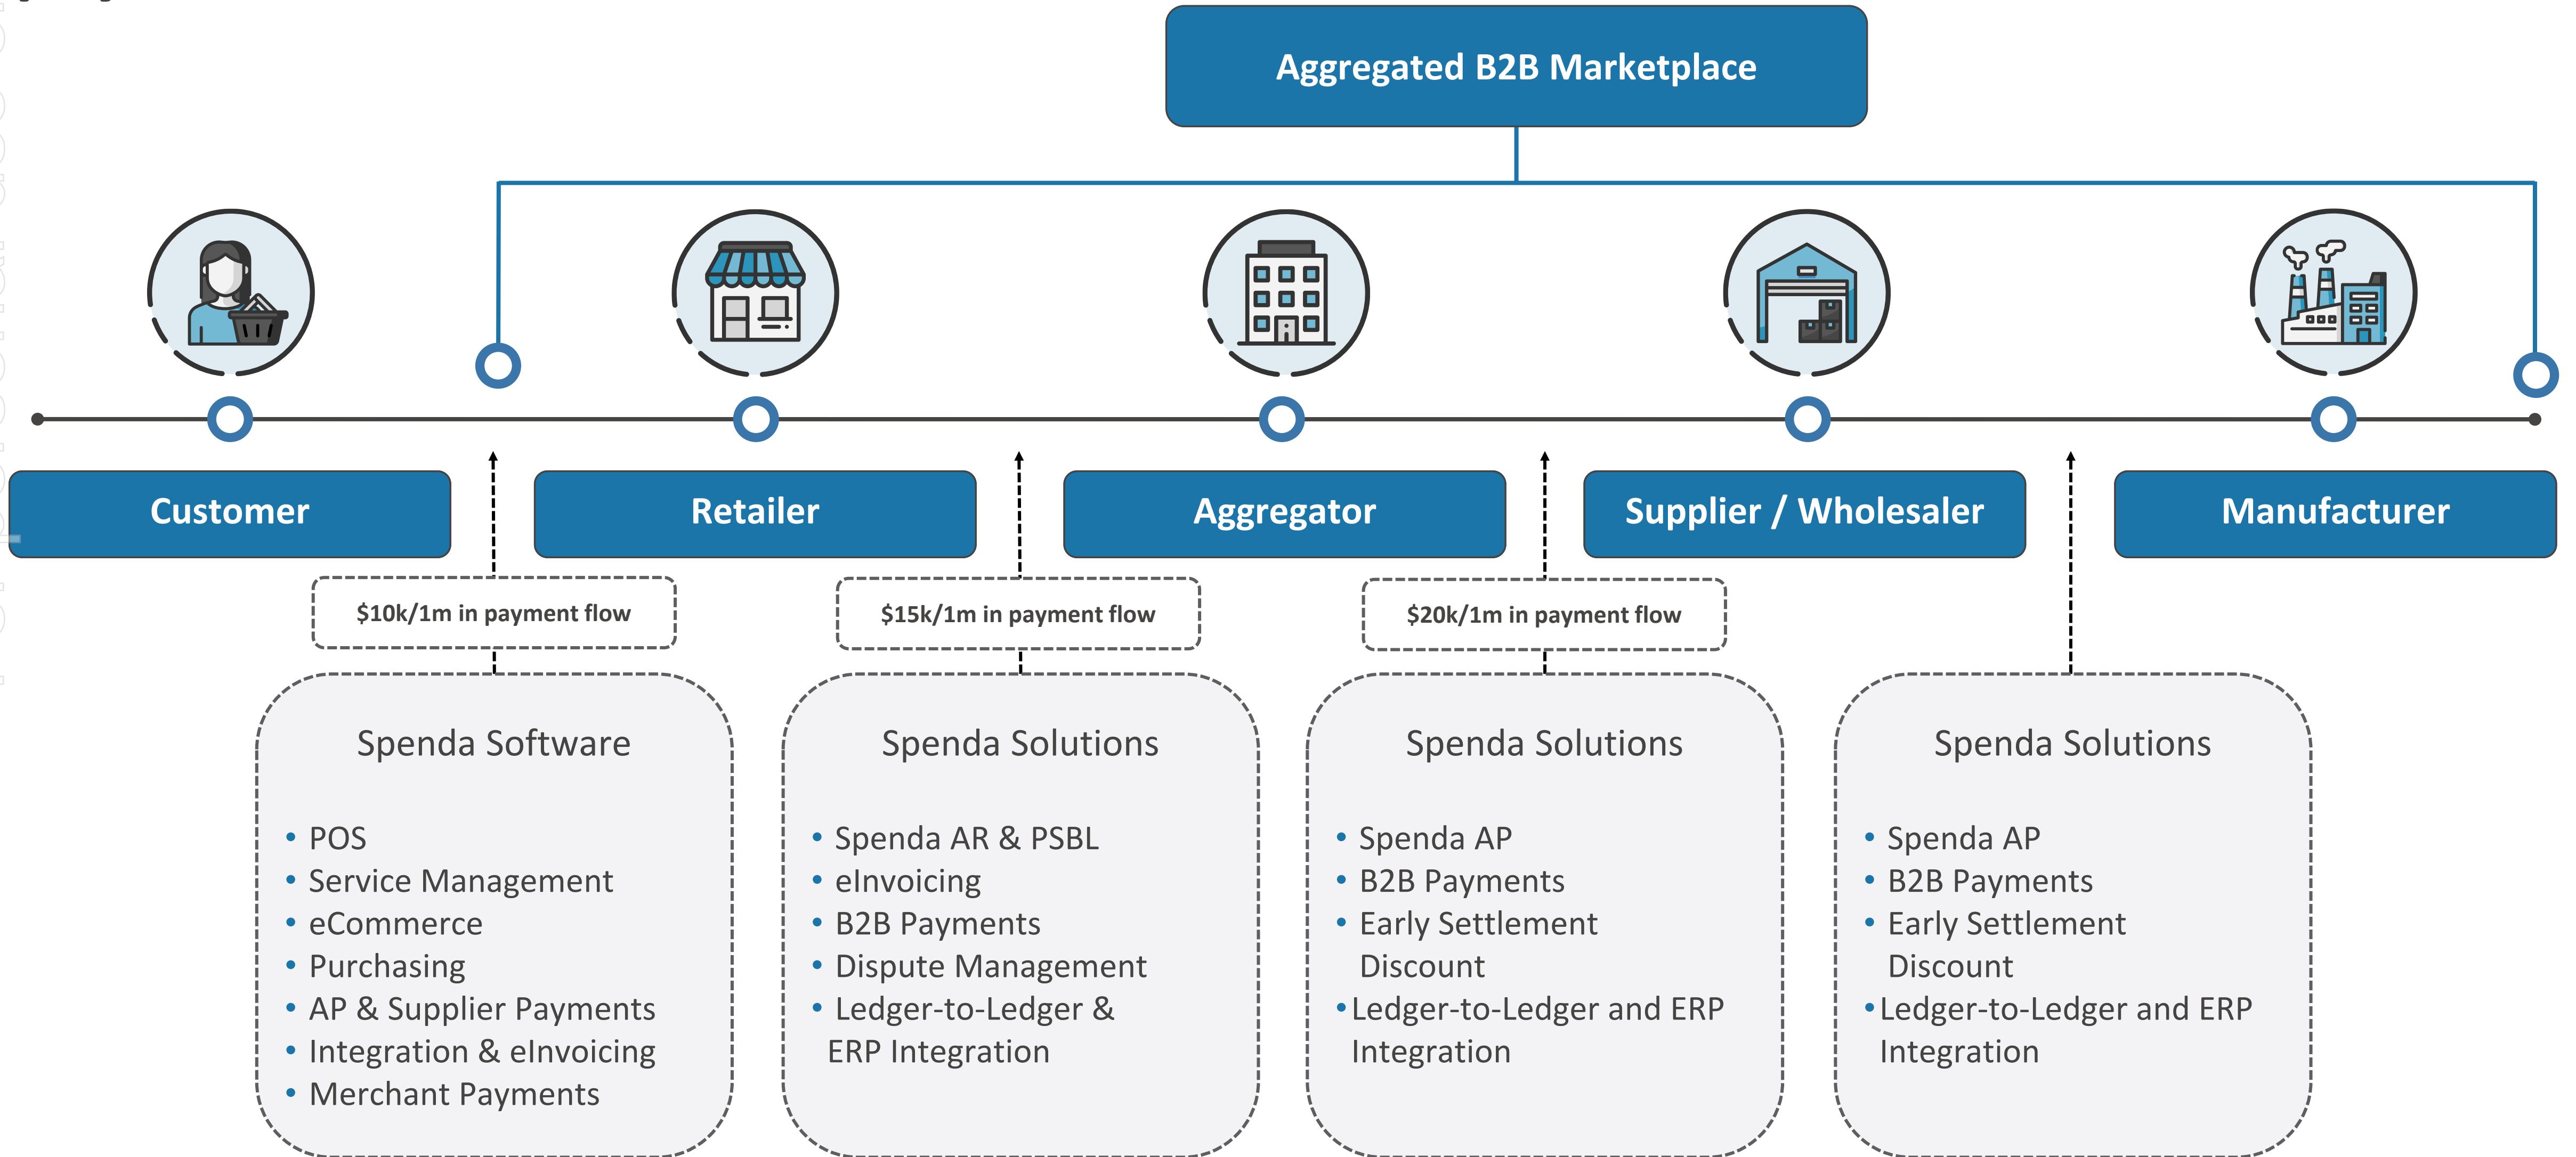 Aggregated B2B Marketplace
Customer
Retailer
Aggregator
Supplier / Wholesaler
Manufacturer
$10k/1m in payment flow
$15k/1m in payment flow
$20k/1m in payment flow
Spenda Software
• POS
• Service Management
• eCommerce
• Purchasing
• AP & Supplier Payments
• Integration & eInvoicing
• Merchant Payments
Spenda Solutions
• Spenda AR & PSBL
• eInvoicing
• B2B Payments
• Dispute Management
• Ledger-to-Ledger &
ERP Integration
Spenda Solutions
• Spenda AP
• B2B Payments
• Early Settlement
Discount
• Ledger-to-Ledger and ERP
Integration
Spenda Solutions
• Spenda AP
• B2B Payments
• Early Settlement
Discount
• Ledger-to-Ledger and ERP
Integration